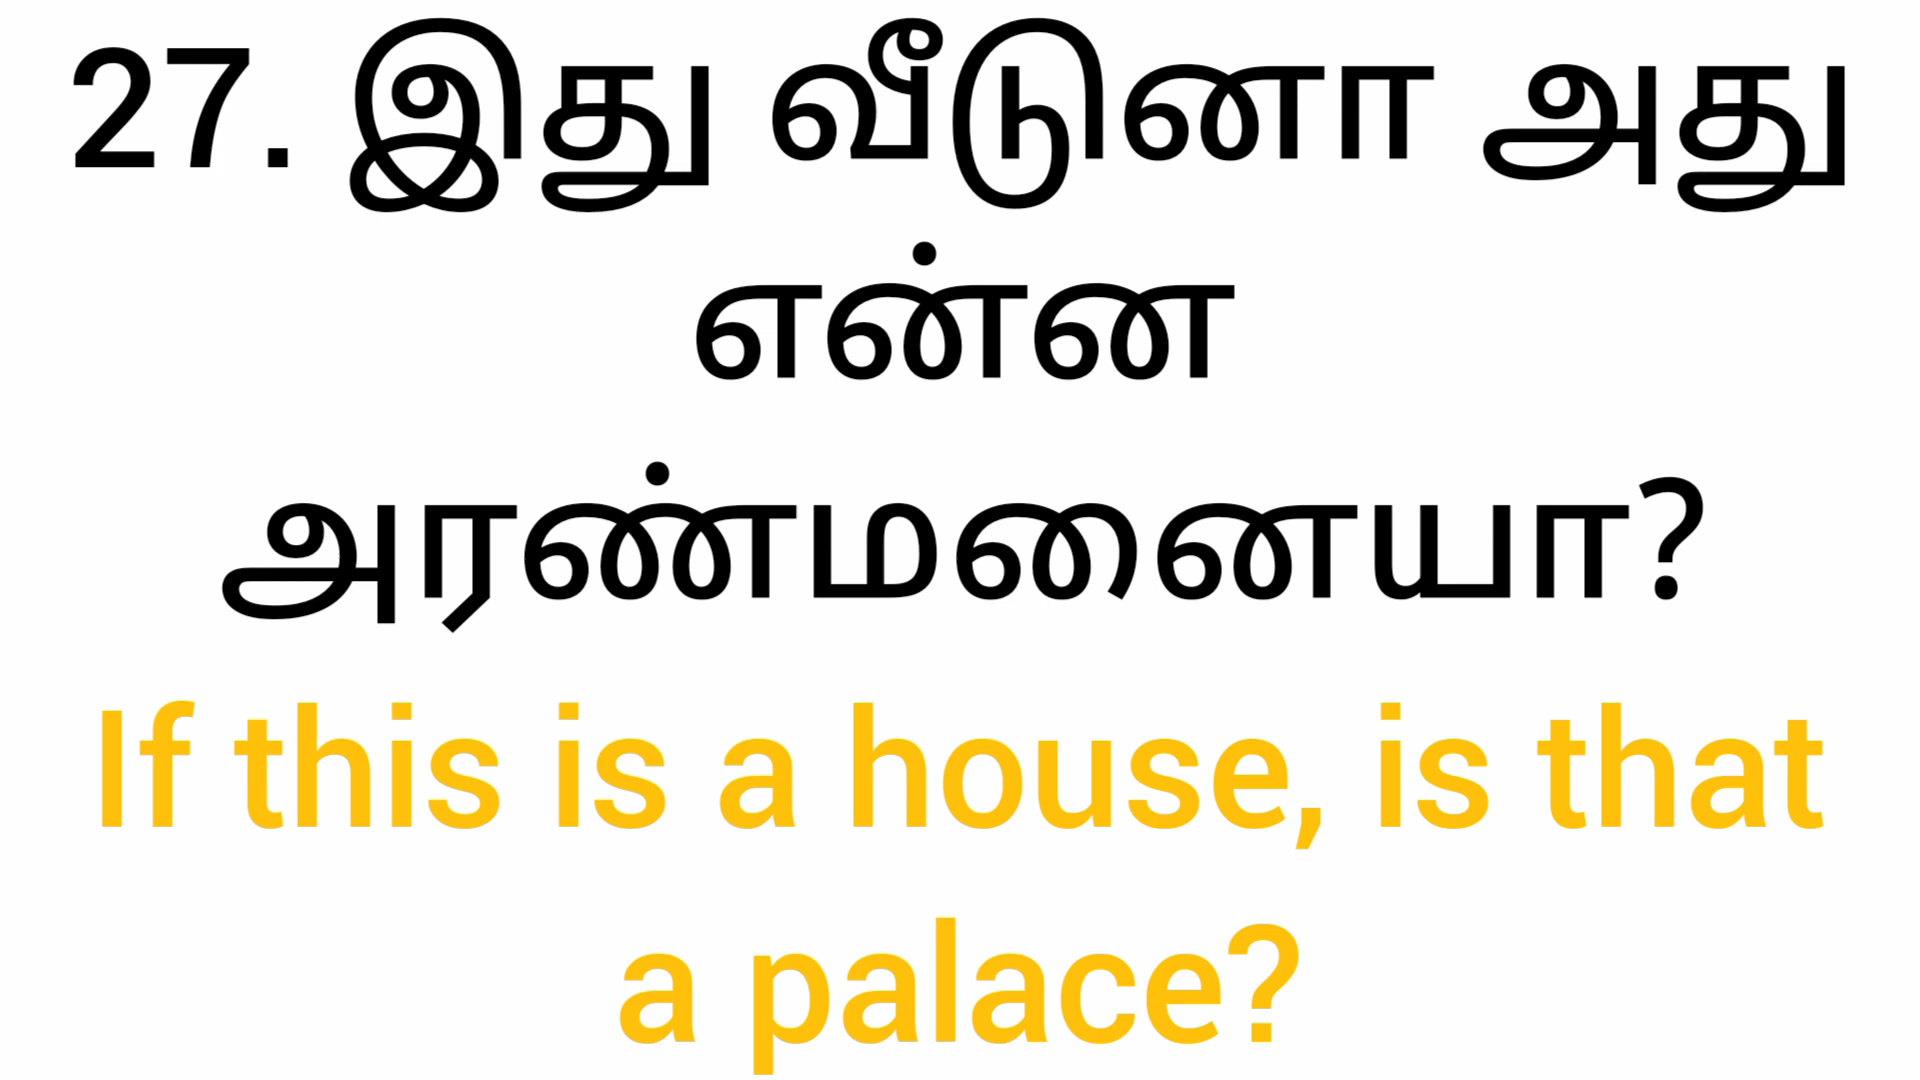 27. இது வீடுனா அது
என்ன
அரண்மனையா?
If this is a house, is that
a palace?